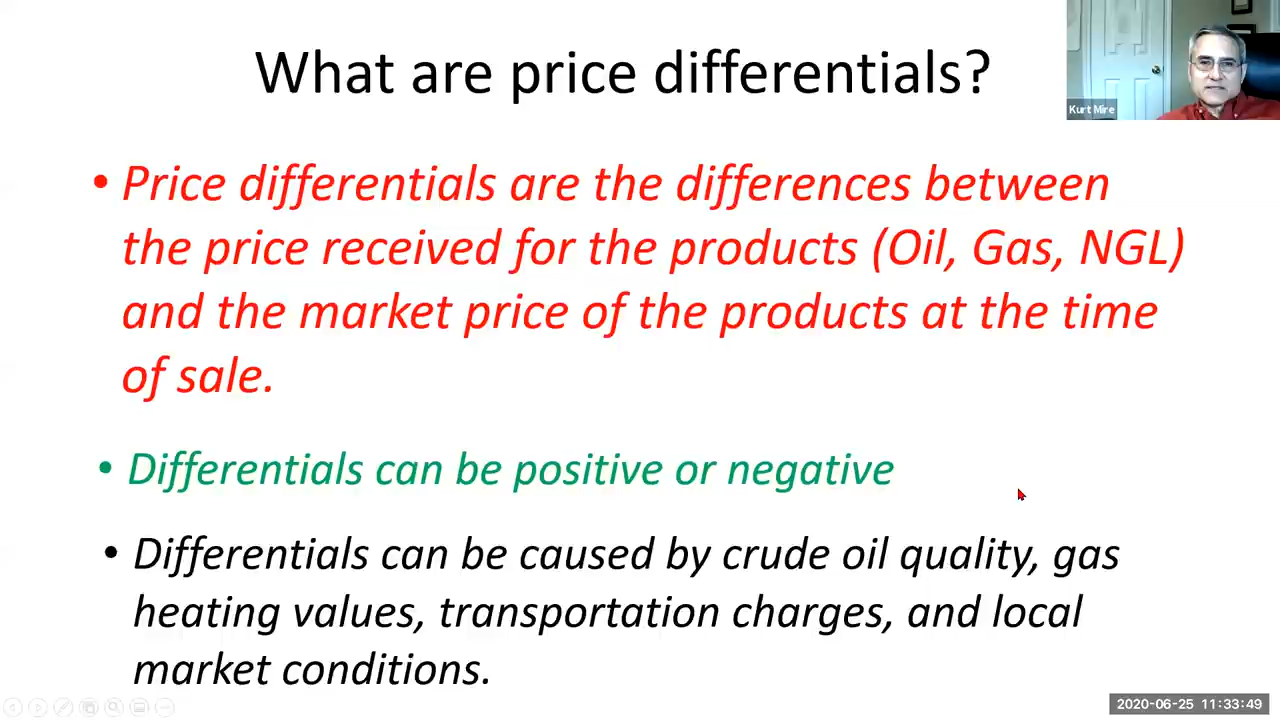 What are price differentials?
Kurt Mire
• Price differentials are the differences between
the price received for the products (Oil, Gas, NGL)
and the market price of the products at the time
of sale.
• Differentials can be positive or negative
• Differentials can be caused by crude oil quality, gas
heating values, transportation charges, and local
market conditions.
2020-06-25 11:33:49